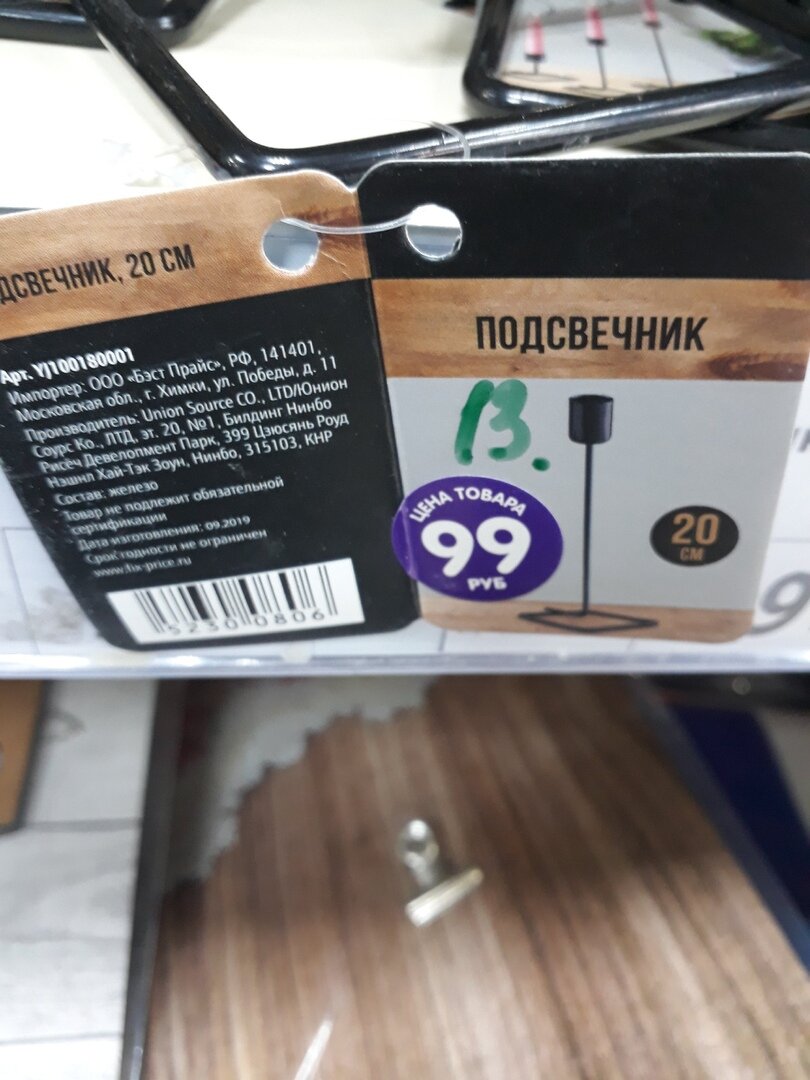 ДСВЕЧНИК, 20 СМ
Арт. YJ100180001
Импортер: ООО «Бэст Прайс», РФ, 141401,
Московская обл., г. Химки, ул. Победы, д. 11
Производитель: Union Source CO., LTD/Юнион
Соурс Ко., ЛТД, эт. 20, №1, Билдинг Нинбо
Рисёч Девелопмент Парк, 399 Цзюсянь Роуд
Нэшнл Хай-Тэк Зоун, Нинбо, 315103, КНР
Состав: железо
Товар не подлежит обязательной
сертификации
Дата изготовления: 09.2019
Срок годности не ограничен
www.fix-price.ru
5230 0806
ПОДСВЕЧНИК
В.
ЦЕНА ТОВАРА
99
РУБ
20
СМ